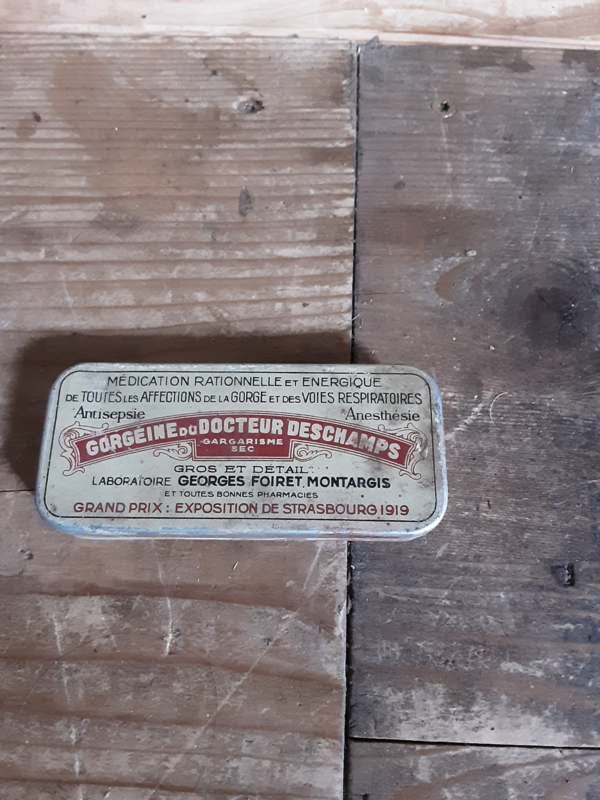 MÉDICATION RATIONNELLE ET ENERGIQUE
DE TOUTES LES AFFECTIONS DE LA GORGE ET DES VOIES RESPIRATOIRES
Antisepsie Anesthésie
GORGÉINE DU DOCTEUR DESCHAMPS
GARGARISME
SEC
GROS ET DÉTAIL
LABORATOIRE GEORGES FOIRET, MONTARGIS
ET TOUTES BONNES PHARMACIES
GRAND PRIX : EXPOSITION DE STRASBOURG 1919